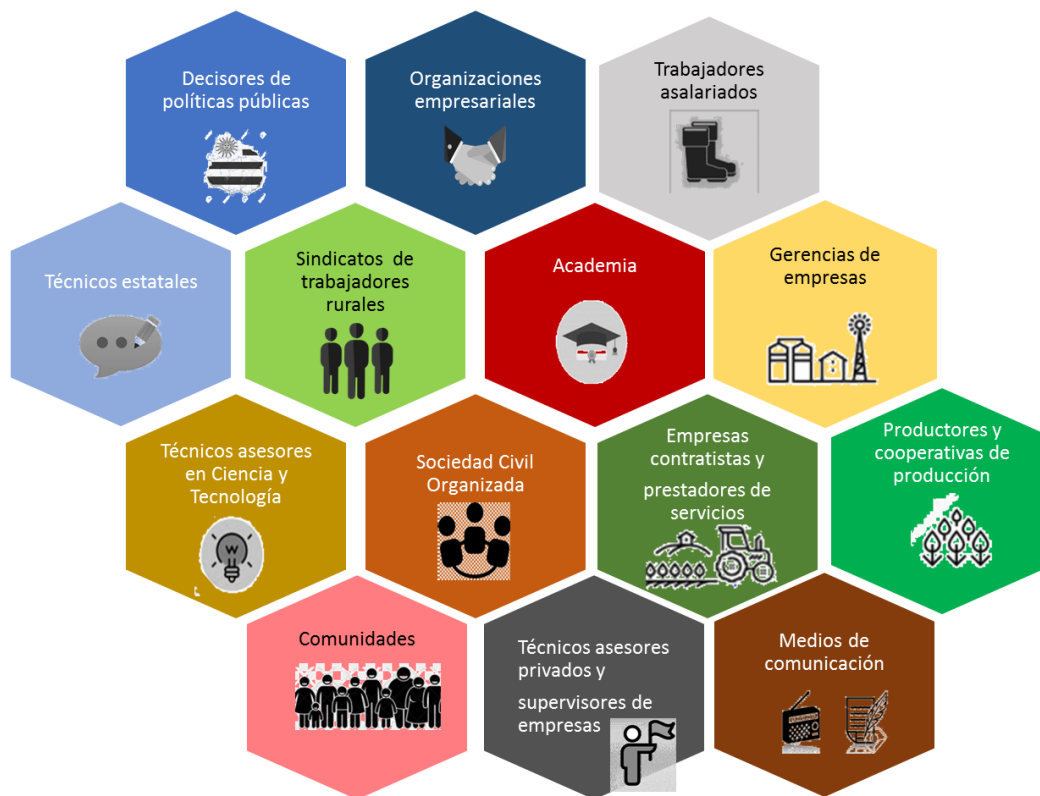 Decisores de
políticas públicas
Organizaciones
empresariales
Trabajadores
asalariados
Técnicos estatales
Sindicatos de
trabajadores
rurales
Academia
Gerencias de
empresas
Técnicos asesores
en Ciencia y
Tecnología
Sociedad Civil
Organizada
Empresas
contratistas y
prestadores de
servicios
Productores y
cooperativas de
producción
Comunidades
Técnicos asesores
privados y
supervisores de
empresas
Medios de
comunicación